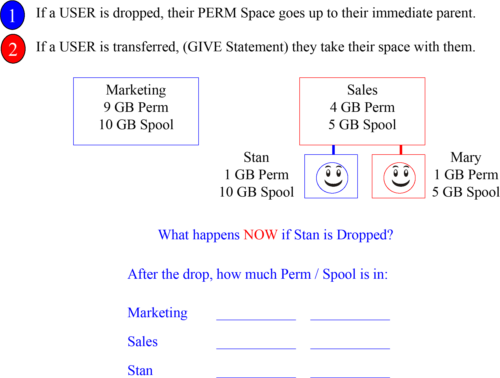 1 If a USER is dropped, their PERM Space goes up to their immediate parent.
2 If a USER is transferred, (GIVE Statement) they take their space with them.
Marketing
9 GB Perm
10 GB Spool
Sales
4 GB Perm
5 GB Spool
Stan
1 GB Perm
10 GB Spool
Mary
1 GB Perm
5 GB Spool
What happens NOW if Stan is Dropped?
After the drop, how much Perm / Spool is in:
Marketing
Sales
Stan